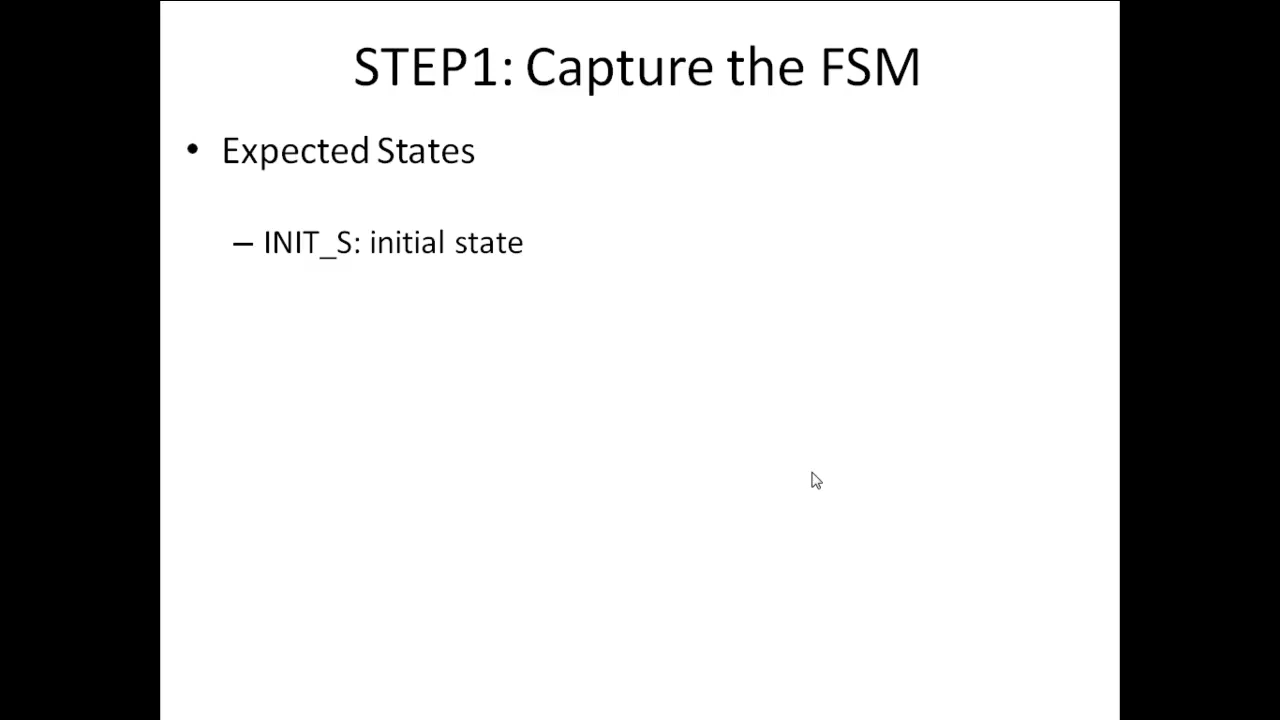 STEP1: Capture the FSM
• Expected States
– INIT_S: initial state